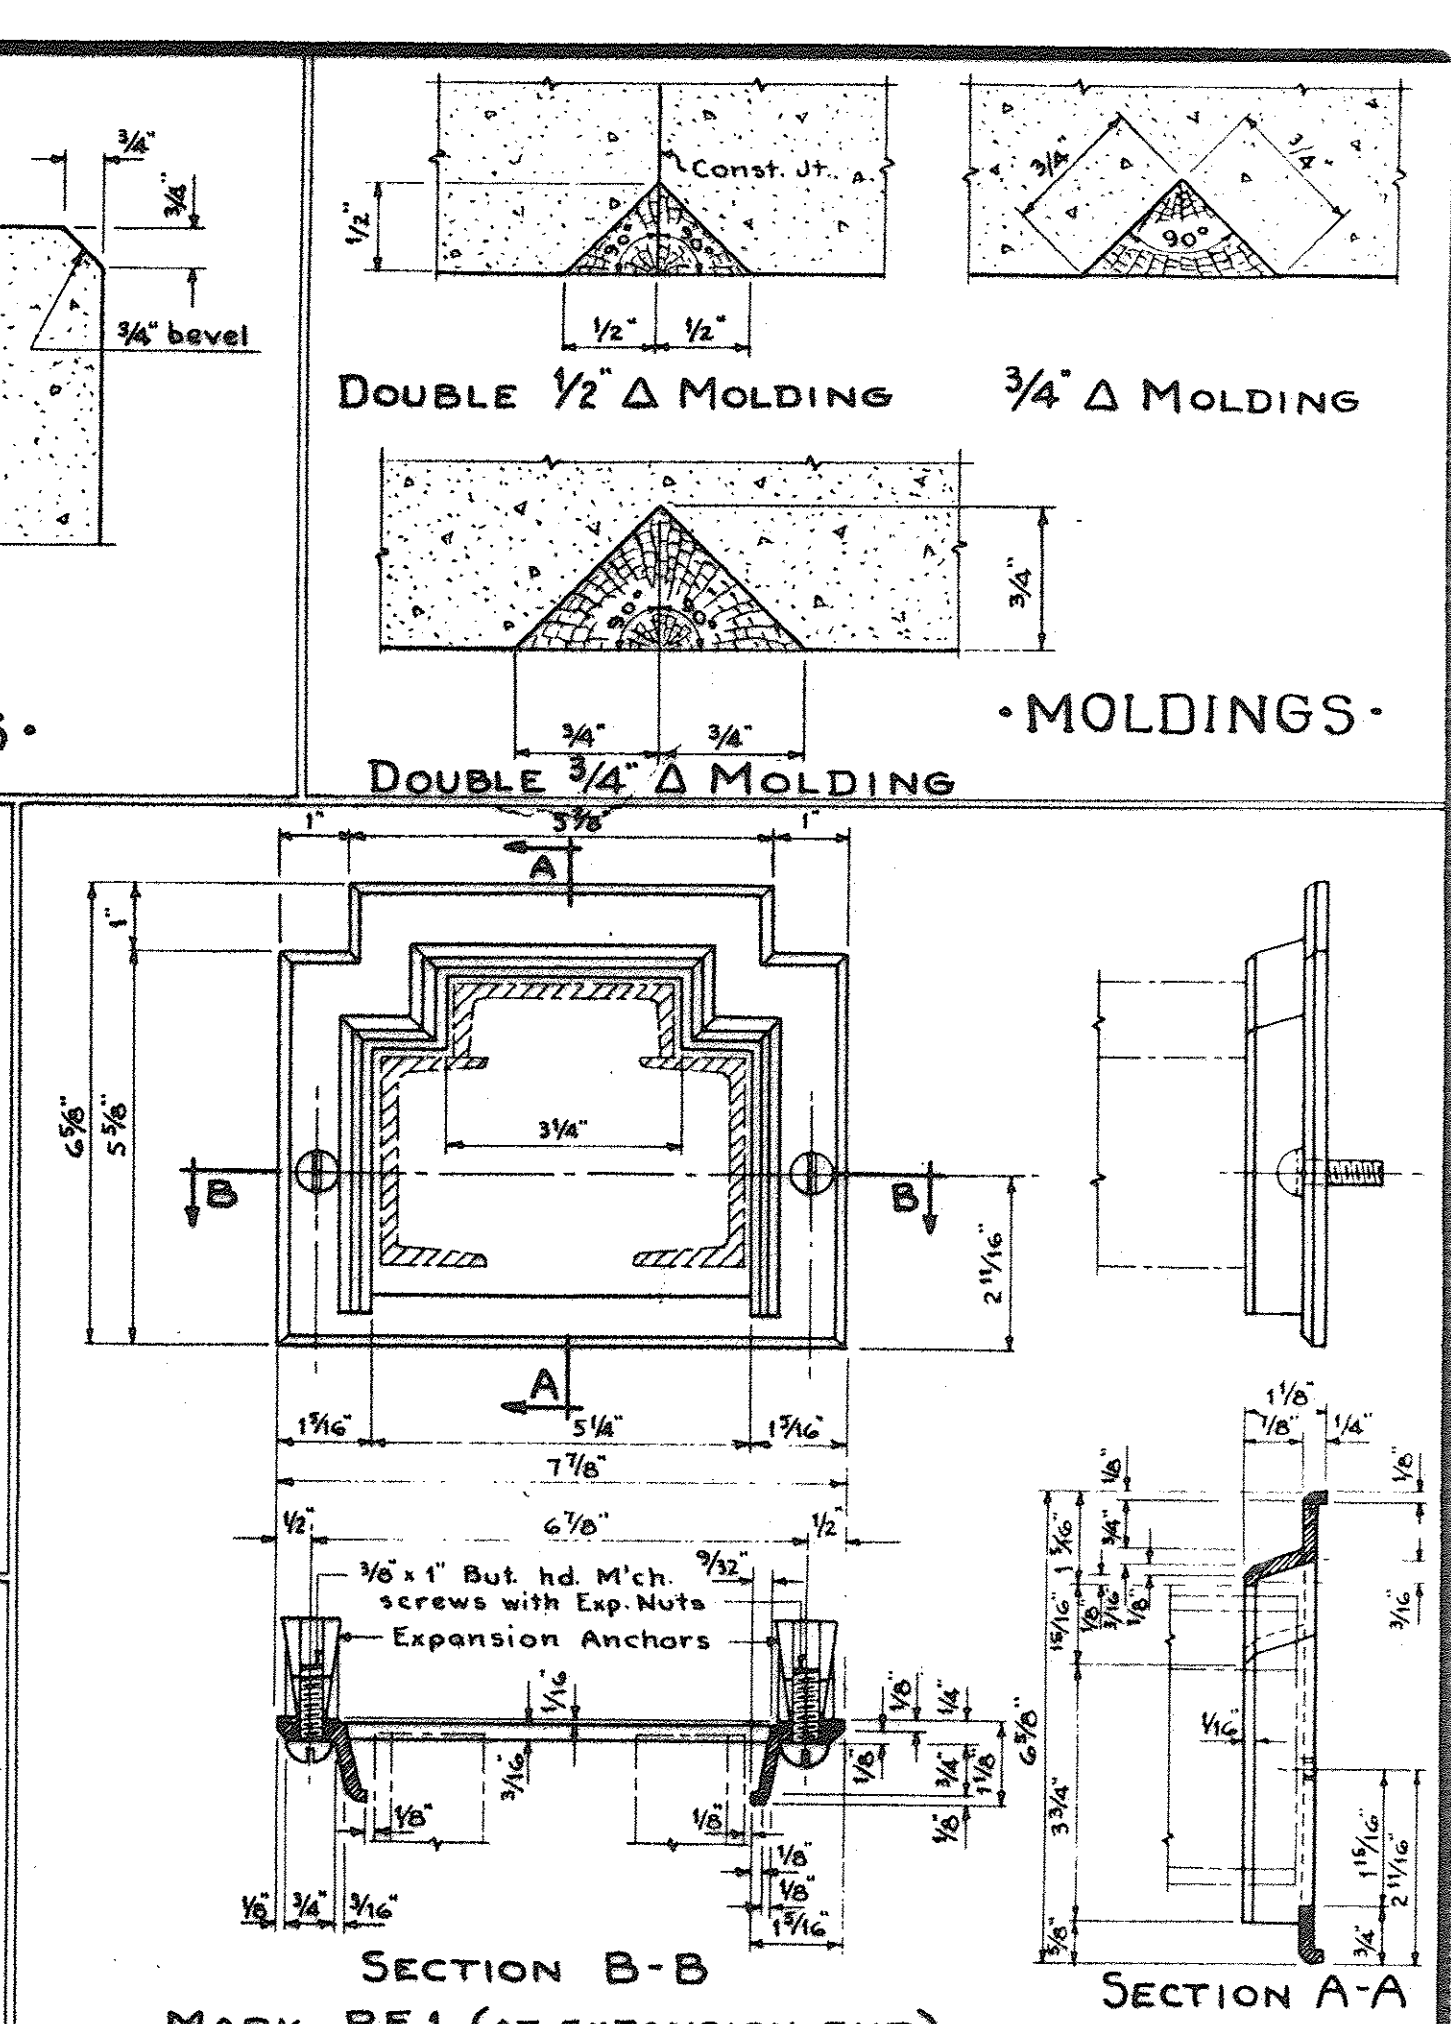 3/4"
3/4"
3/4" bevel
Const. Jt.
1/2"
90° 90°
1/2" 1/2"
DOUBLE 1/2" Δ MOLDING
3/4"
3/4"
90°
3/4" Δ MOLDING
90° 90°
3/4"
3/4" 3/4"
DOUBLE 3/4" Δ MOLDING
·MOLDINGS·
S·
1" 5 7/8" 1"
A
1"
6 5/8"
5 5/8"
3 1/4"
B B
2 11/16"
A
1 5/16" 5 1/4" 1 5/16"
7 7/8"
1/2" 6 7/8" 1/2"
3/8" x 1" But. hd. M'ch. 9/32"
screws with Exp. Nuts
Expansion Anchors
1/16"
3/16"
1/8" 1/4"
1/8" 3/4" 1 1/8"
1/8"
1/8" 1/8"
1/8"
1/8"
1/8" 3/4" 3/16" 1 5/16"
SECTION B-B
1 1/8"
7/8" 1/4"
1/8" 1/8"
1 5/16" 3/4"
15/16" 1/8 3/16" 1/8" 3/16
6 5/8"
1/16"
3 3/4"
1 15/16"
2 11/16"
5/8" 3/4"
SECTION A-A